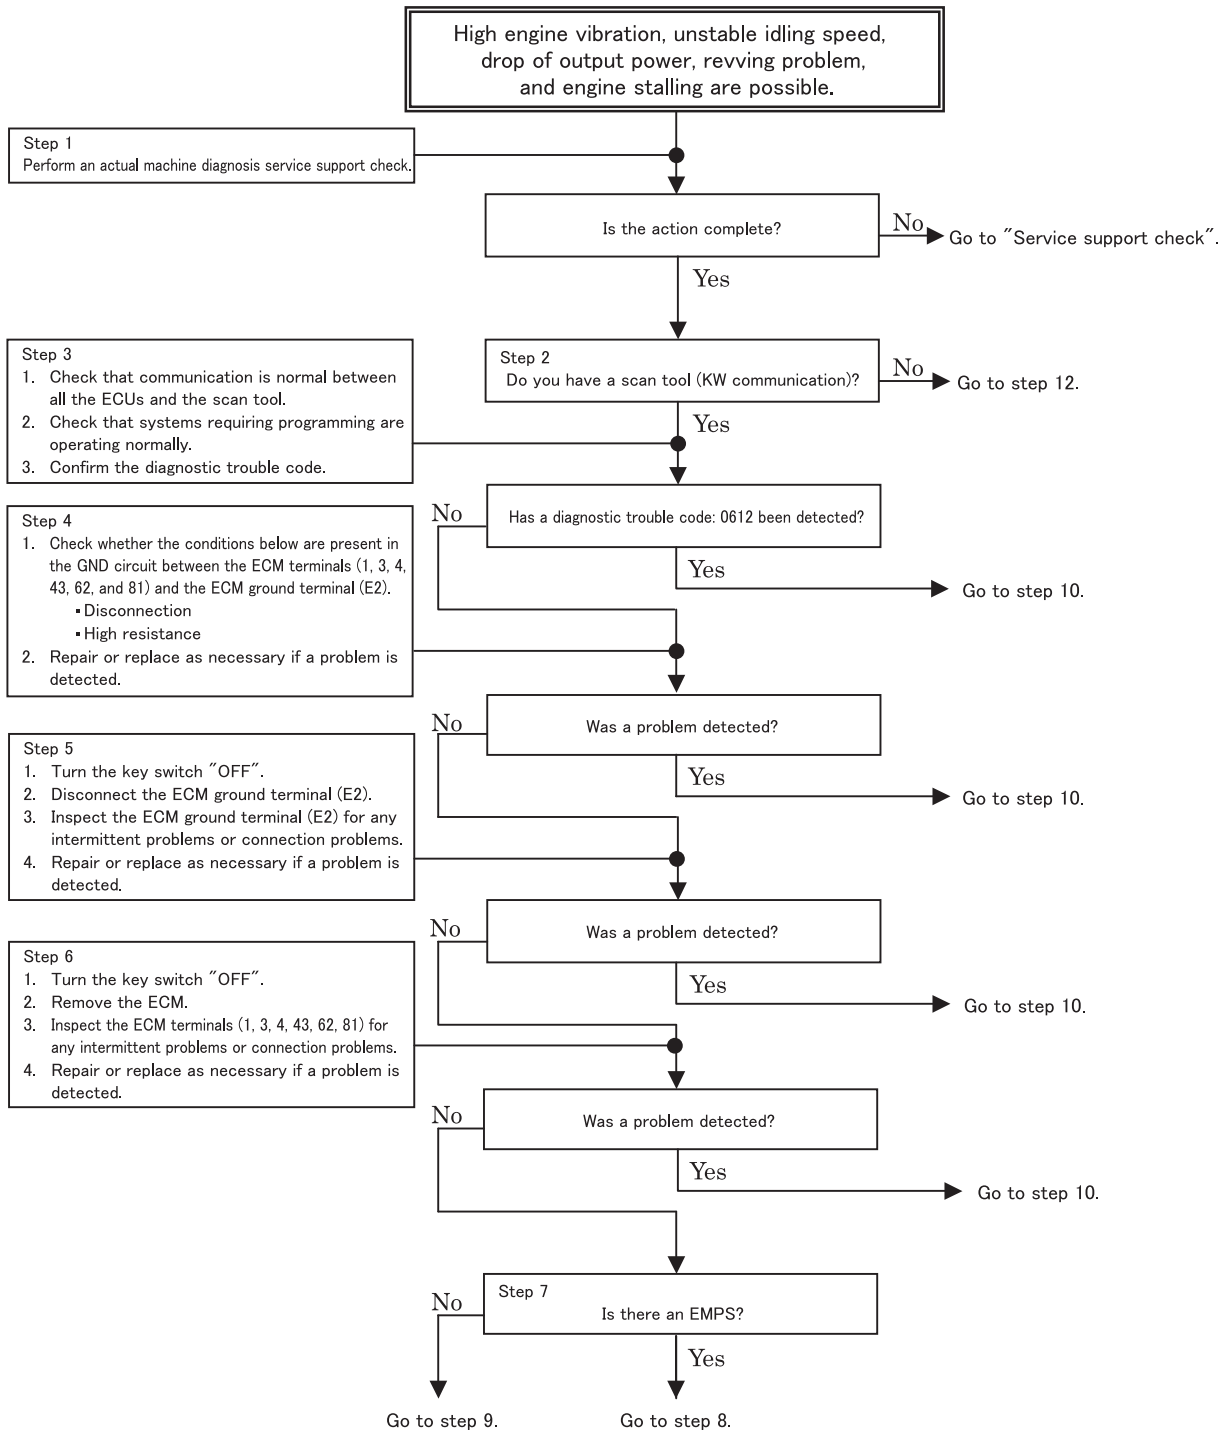 High engine vibration, unstable idling speed,
drop of output power, revving problem,
and engine stalling are possible.
Step 1
Perform an actual machine diagnosis service support check.
Is the action complete?
No
Go to "Service support check".
Yes
Step 2
Do you have a scan tool (KW communication)?
No
Go to step 12.
Yes
Step 3
1. Check that communication is normal between
all the ECUs and the scan tool.
2. Check that systems requiring programming are
operating normally.
3. Confirm the diagnostic trouble code.
Has a diagnostic trouble code: 0612 been detected?
No
Yes
Go to step 10.
Step 4
1. Check whether the conditions below are present in
the GND circuit between the ECM terminals (1, 3, 4,
43, 62, and 81) and the ECM ground terminal (E2).
▪ Disconnection
▪ High resistance
2. Repair or replace as necessary if a problem is
detected.
Was a problem detected?
No
Yes
Go to step 10.
Step 5
1. Turn the key switch "OFF".
2. Disconnect the ECM ground terminal (E2).
3. Inspect the ECM ground terminal (E2) for any
intermittent problems or connection problems.
4. Repair or replace as necessary if a problem is
detected.
Was a problem detected?
No
Yes
Go to step 10.
Step 6
1. Turn the key switch "OFF".
2. Remove the ECM.
3. Inspect the ECM terminals (1, 3, 4, 43, 62, 81) for
any intermittent problems or connection problems.
4. Repair or replace as necessary if a problem is
detected.
Was a problem detected?
No
Yes
Go to step 10.
Step 7
Is there an EMPS?
No
Yes
Go to step 9.
Go to step 8.